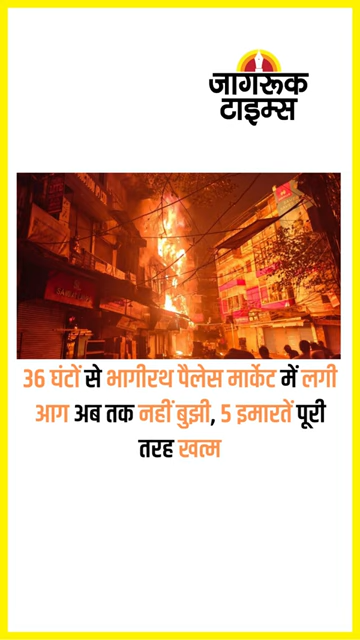 जागरूक
टाइम्स
36 घंटों से भागीरथ पैलेस मार्केट में लगी
आग अब तक नहीं बुझी, 5 इमारतें पूरी
तरह खत्म